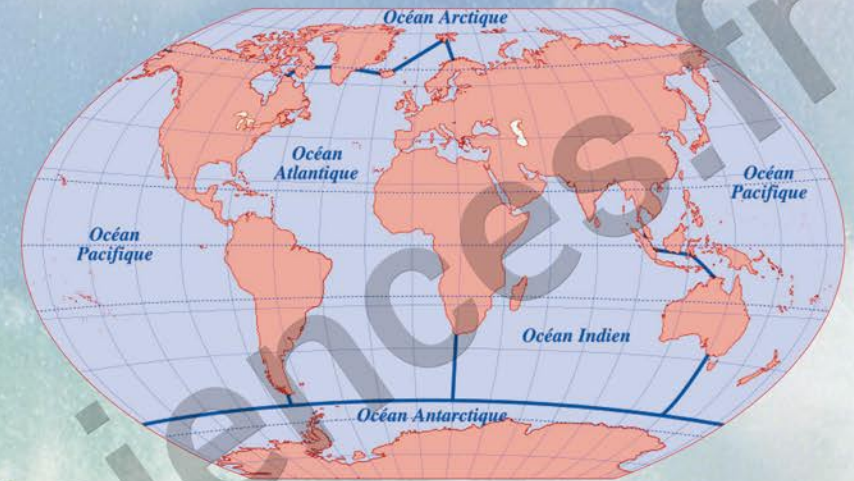 Océan Arctique
Océan
Atlantique
Océan
Pacifique
Océan
Pacifique
Océan Indien
Océan Antarctique
iences.fr